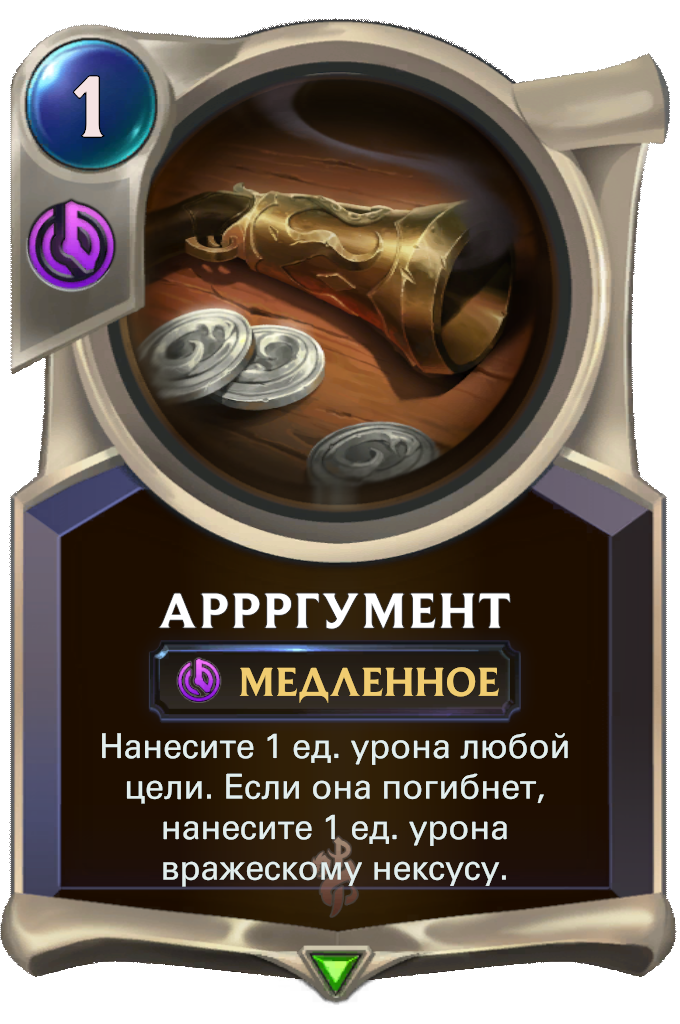 1
АРРРГУМЕНТ
МЕДЛЕННОЕ
Нанесите 1 ед. урона любой
цели. Если она погибнет,
нанесите 1 ед. урона
вражескому нексусу.